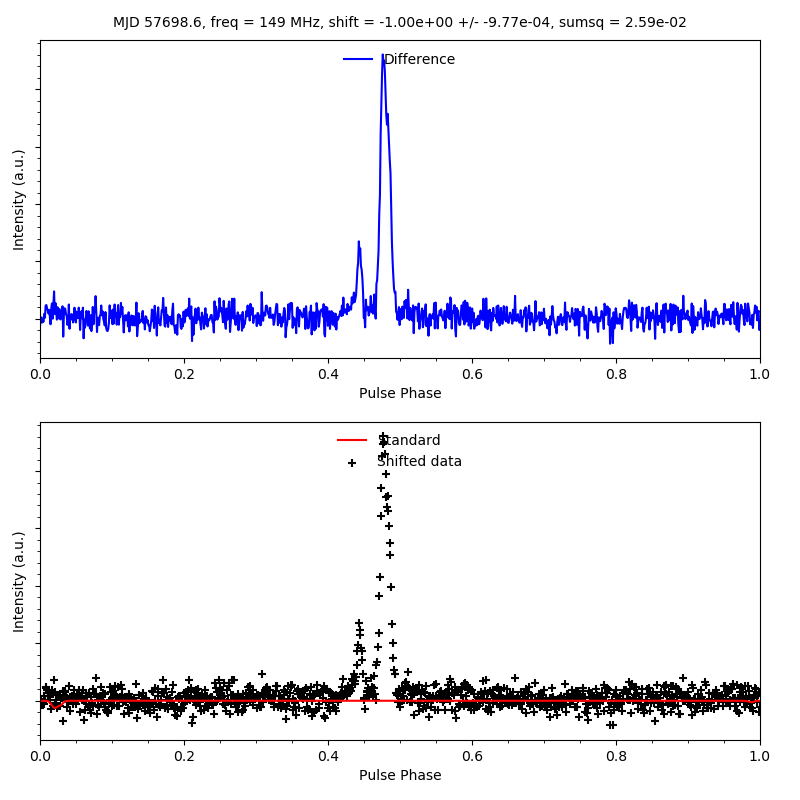 MJD 57698.6, freq = 149 MHz, shift = -1.00e+00 +/- -9.77e-04, sumsq = 2.59e-02
Difference
Intensity (a.u.)
0.0 0.2 0.4 0.6 0.8 1.0
Pulse Phase
Standard
Shifted data
Intensity (a.u.)
0.0 0.2 0.4 0.6 0.8 1.0
Pulse Phase